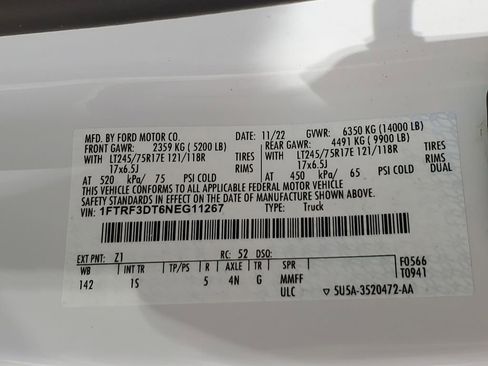 MFD. BY FORD MOTOR CO.
DATE: 11/22 GVWR: 6350 KG (14000 LB)
FRONT GAWR: 2359 KG (5200 LB)
REAR GAWR: 4491 KG (9900 LB)
WITH LT245/75R17E 121/118R TIRES
WITH LT245/75R17E 121/118R TIRES
17x6.5J RIMS
17x6.5J RIMS
AT 520 kPa/ 75 PSI COLD
AT 450 kPa/ 65 PSI COLD DUAL
THIS VEHICLE CONFORMS TO ALL APPLICABLE FEDERAL MOTOR VEHICLE
SAFETY STANDARDS IN EFFECT ON THE DATE OF MANUFACTURE SHOWN ABOVE.
VIN: 1FTRF3DT6NEG11267
TYPE: Truck
EXT PNT: Z1 RC: 52 DSO:
F0566
T0941
WB INT TR TP/PS R AXLE TR SPR
142 1S 5 4N G MMFF
ULC ▽ 5U5A-3520472-AA